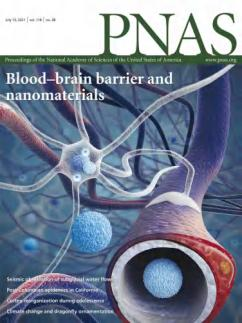 July 13, 2021 | vol. 118 | no. 28
PNAS
Proceedings of the National Academy of Sciences of the United States of America
www.pnas.org
Blood–brain barrier and
nanomaterials
Seismic of subglacial water flow
Post-Columbian epidemics in California
Cortex reorganization during adolescence
Climate change and dragonfly ornamentation